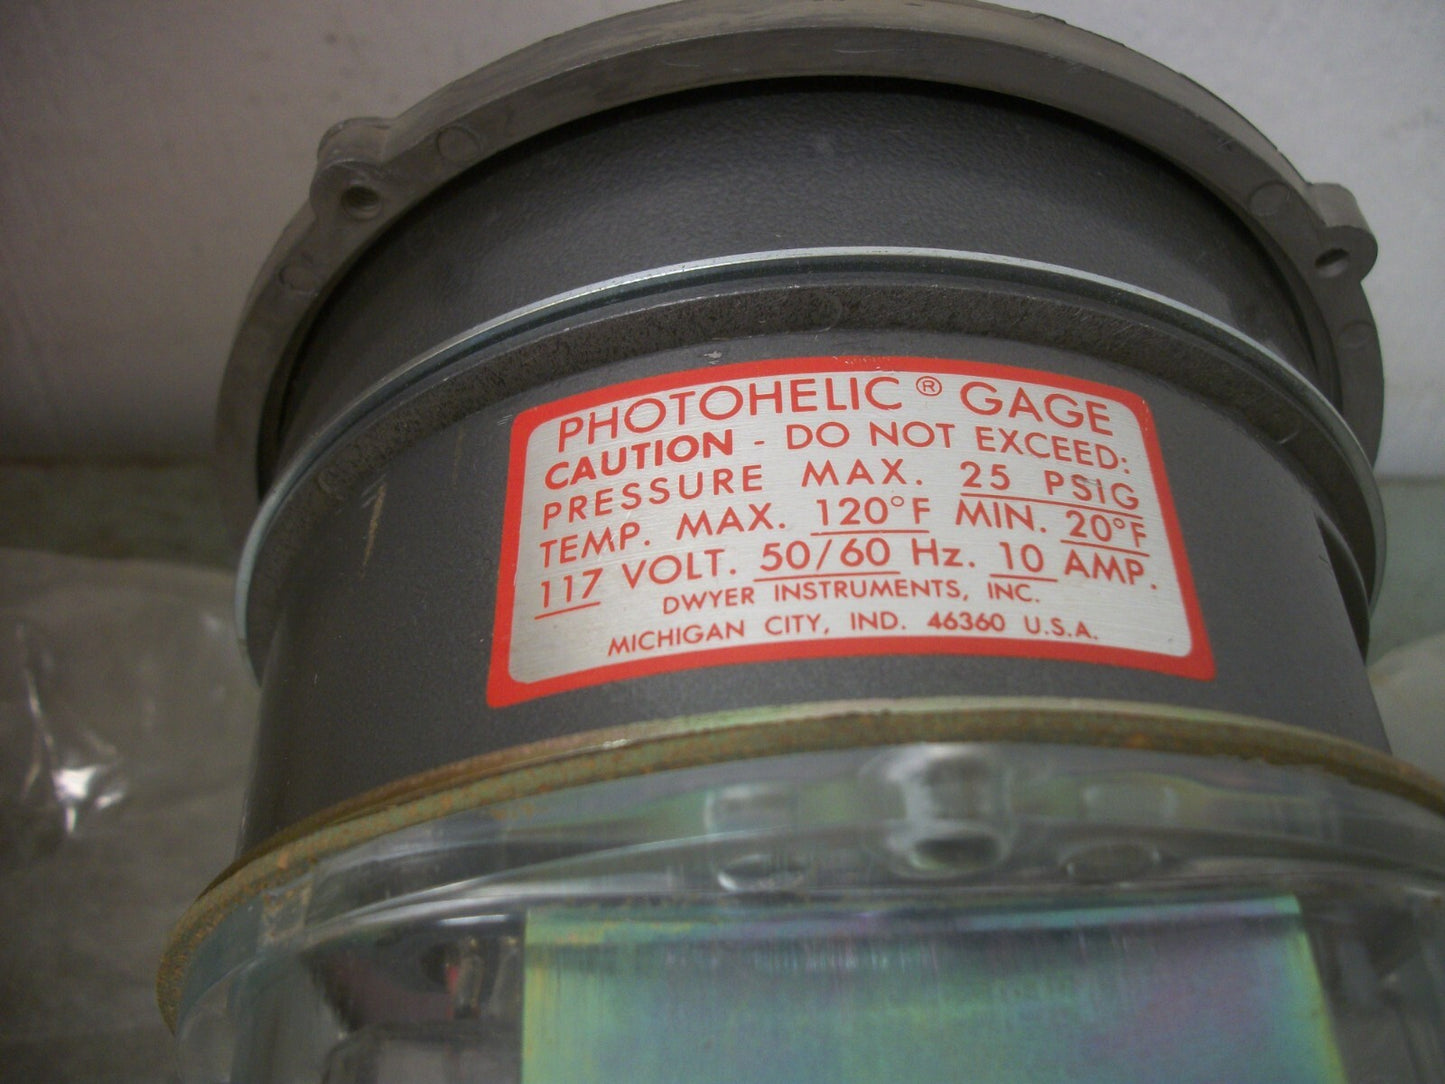 PHOTOHELIC® GAGE
CAUTION - DO NOT EXCEED:
PRESSURE MAX. 25 PSIG
TEMP. MAX. 120°F MIN. 20°F
117 VOLT. 50/60 Hz. 10 AMP.
DWYER INSTRUMENTS, INC.
MICHIGAN CITY, IND. 46360 U.S.A.